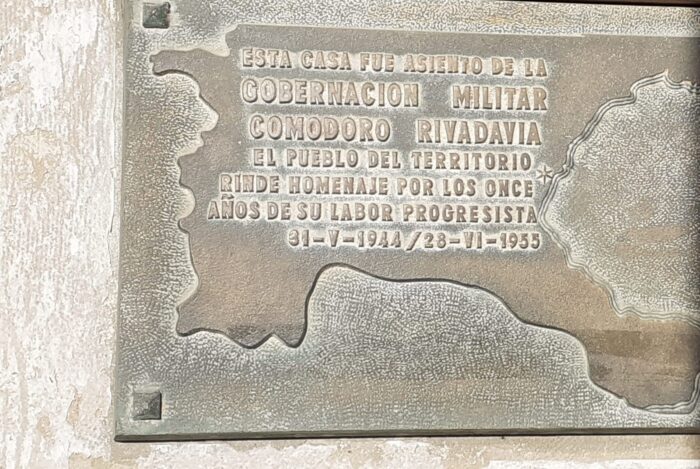 ESTA CASA FUE ASIENTO DE LA
GOBERNACION MILITAR
COMODORO RIVADAVIA
EL PUEBLO DEL TERRITORIO
RINDE HOMENAJE POR LOS ONCE
AÑOS DE SU LABOR PROGRESISTA
31-V-1944/28-VI-1955